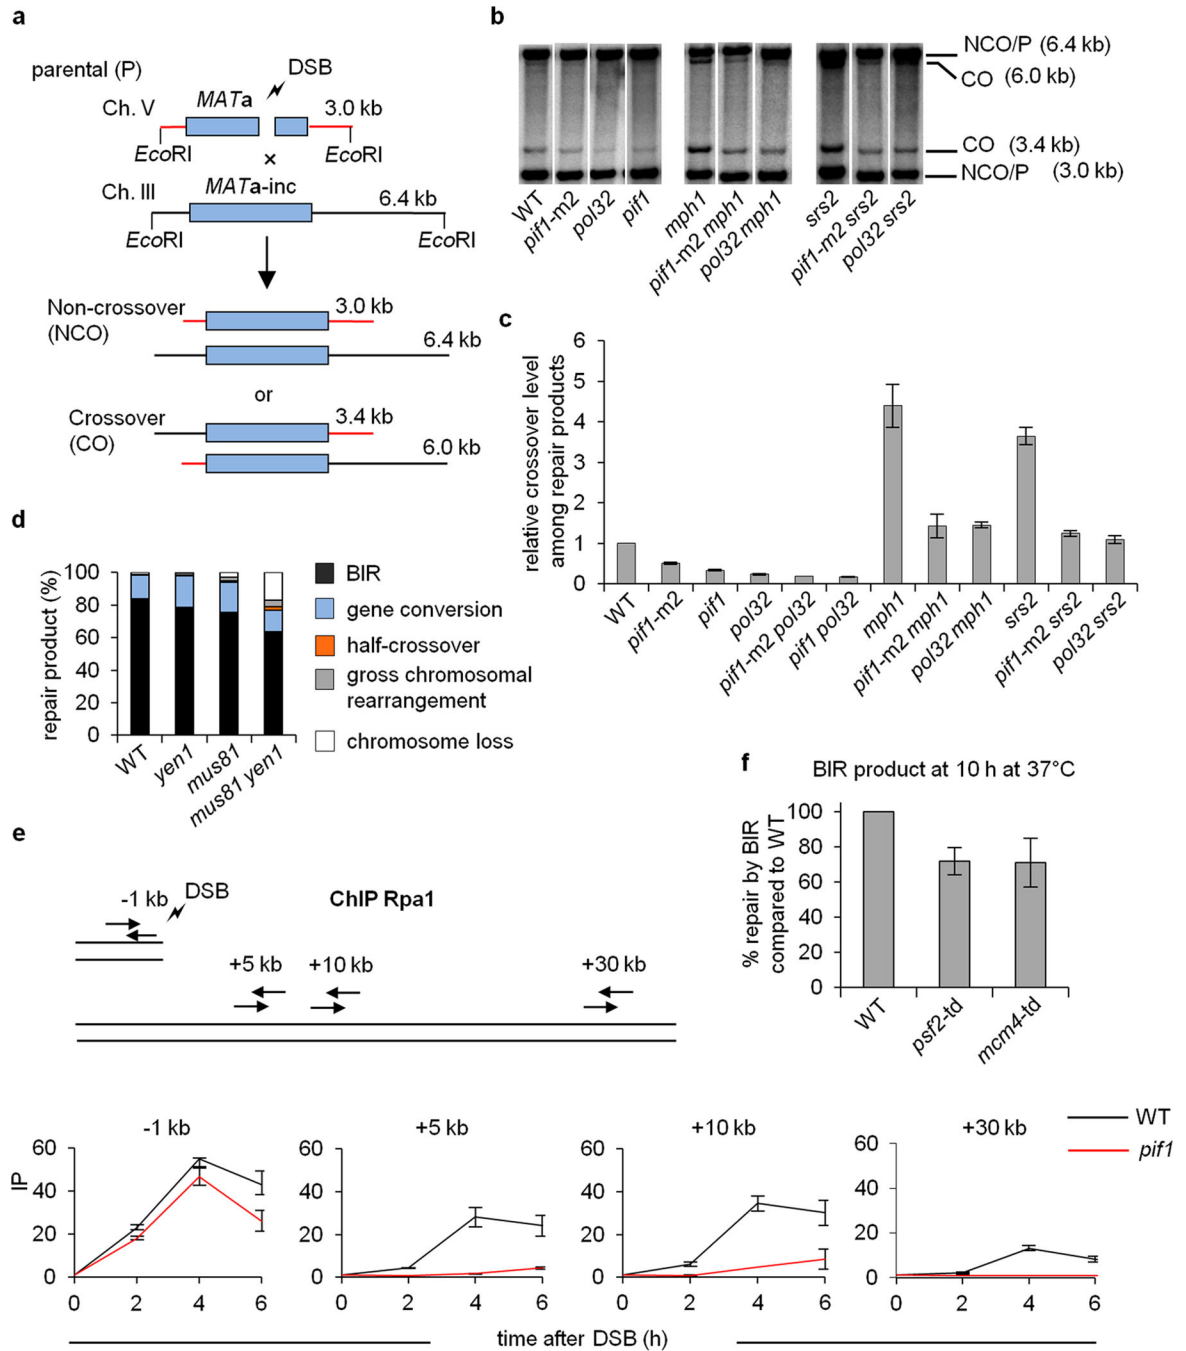 a
parental (P)
DSB
MATa
Ch. V
3.0 kb
EcoRI
EcoRI
×
MATa-inc
Ch. III
6.4 kb
EcoRI
EcoRI
Non-crossover
(NCO)
3.0 kb
6.4 kb
or
Crossover
(CO)
3.4 kb
6.0 kb
b
NCO/P (6.4 kb)
CO (6.0 kb)
CO (3.4 kb)
NCO/P (3.0 kb)
WT
pif1-m2
pol32
pif1
mph1
pif1-m2 mph1
pol32 mph1
srs2
pif1-m2 srs2
pol32 srs2
c
relative crossover level
among repair products
6
5
4
3
2
1
0
WT
pif1-m2
pif1
pol32
pif1-m2 pol32
pif1 pol32
mph1
pif1-m2 mph1
pol32 mph1
srs2
pif1-m2 srs2
pol32 srs2
d
repair product (%)
100
80
60
40
20
0
WT
yen1
mus81
mus81 yen1
BIR
gene conversion
half-crossover
gross chromosomal
rearrangement
chromosome loss
e
-1 kb
DSB
ChIP Rpa1
+5 kb
+10 kb
+30 kb
f
BIR product at 10 h at 37°C
% repair by BIR
compared to WT
100
80
60
40
20
0
WT
psf2-td
mcm4-td
WT
pif1
IP
-1 kb
60
40
20
0
0 2 4 6
+5 kb
60
40
20
0
0 2 4 6
+10 kb
60
40
20
0
0 2 4 6
+30 kb
60
40
20
0
0 2 4 6
time after DSB (h)